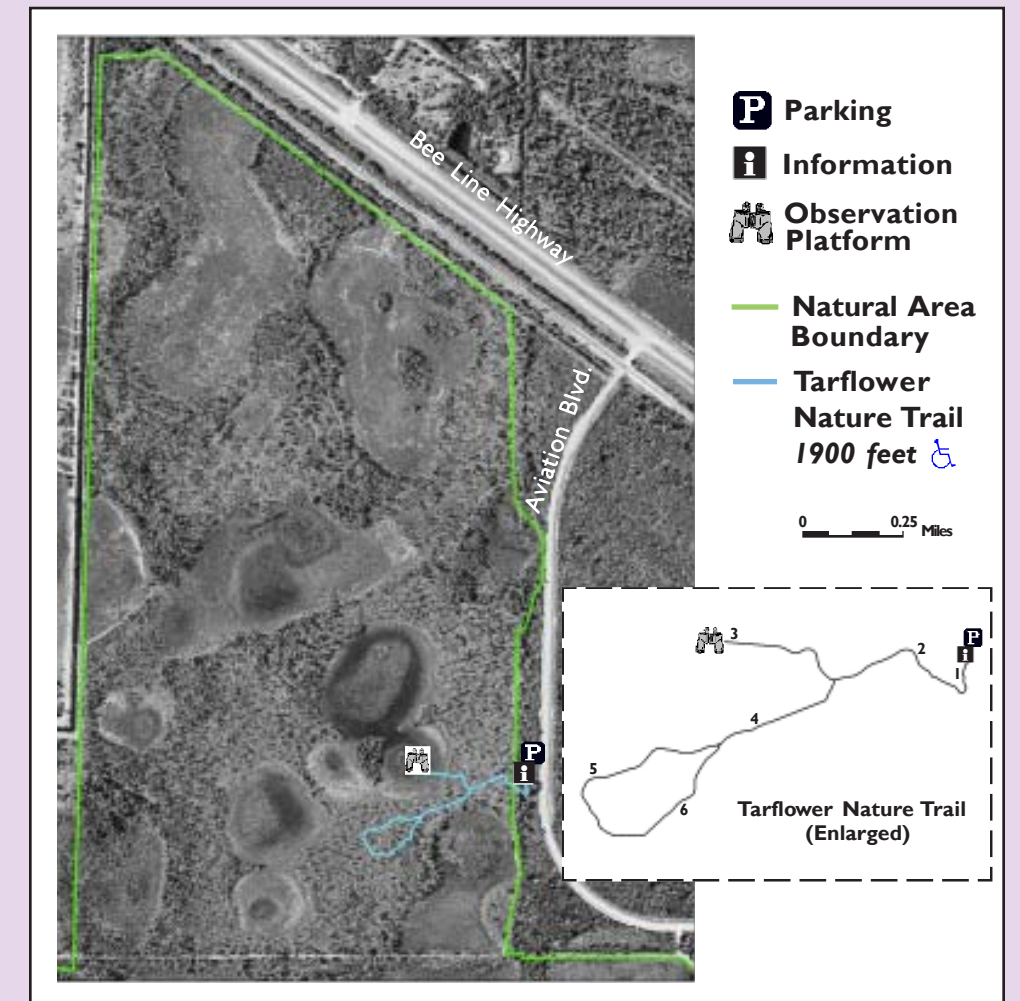 Bee Line Highway
Aviation Blvd.
P
i
P Parking
i Information
Observation
Platform
Natural Area
Boundary
Tarflower
Nature Trail
1900 feet
0 0.25 Miles
3
2
P
i
1
4
5
6
Tarflower Nature Trail
(Enlarged)